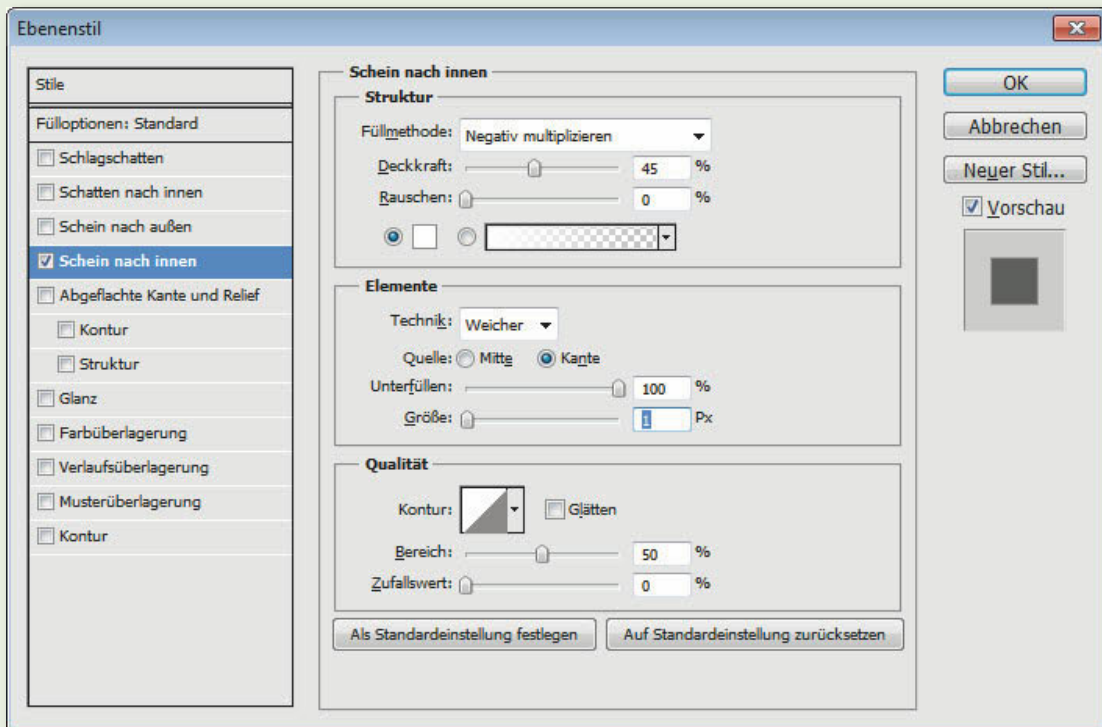 Ebenenstil
Stile
Fülloptionen: Standard
Schlagschatten
Schatten nach innen
Schein nach außen
Schein nach innen
Abgeflachte Kante und Relief
Kontur
Struktur
Glanz
Farbüberlagerung
Verlaufsüberlagerung
Musterüberlagerung
Kontur
Schein nach innen
Struktur
Füllmethode: Negativ multiplizieren
Deckkraft: 45 %
Rauschen: 0 %
Elemente
Technik: Weicher
Quelle: Mitte Kante
Unterfüllen: 100 %
Größe: 1 Px
Qualität
Kontur: Glätten
Bereich: 50 %
Zufallswert: 0 %
Als Standardeinstellung festlegen Auf Standardeinstellung zurücksetzen
OK
Abbrechen
Neuer Stil...
Vorschau